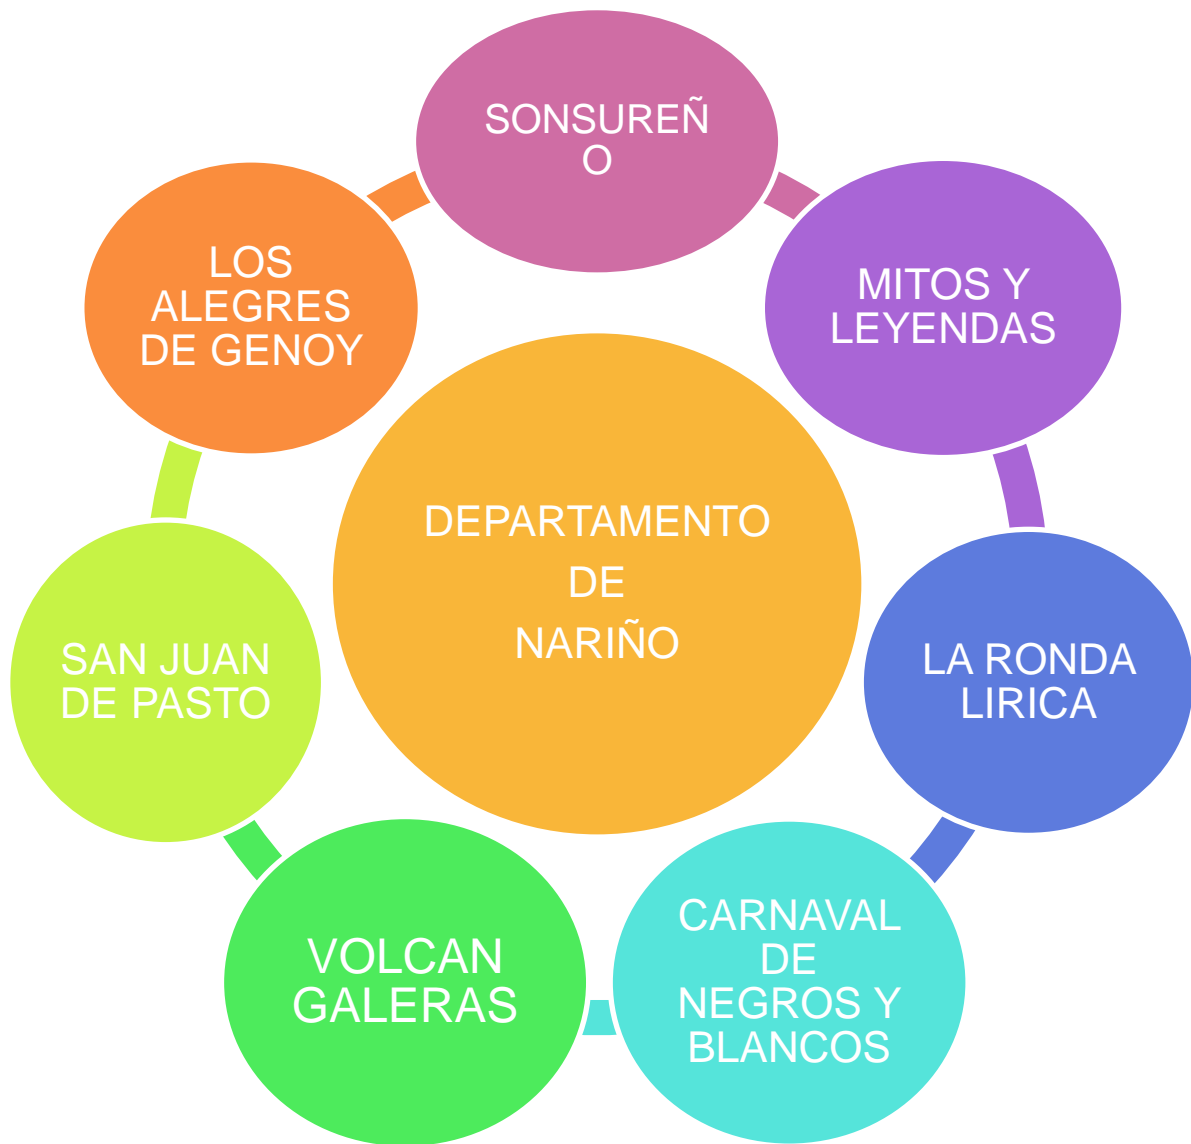 SONSUREÑ
O
MITOS Y
LEYENDAS
LA RONDA
LIRICA
CARNAVAL
DE
NEGROS Y
BLANCOS
VOLCAN
GALERAS
SAN JUAN
DE PASTO
LOS
ALEGRES
DE GENOY
DEPARTAMENTO
DE
NARIÑO